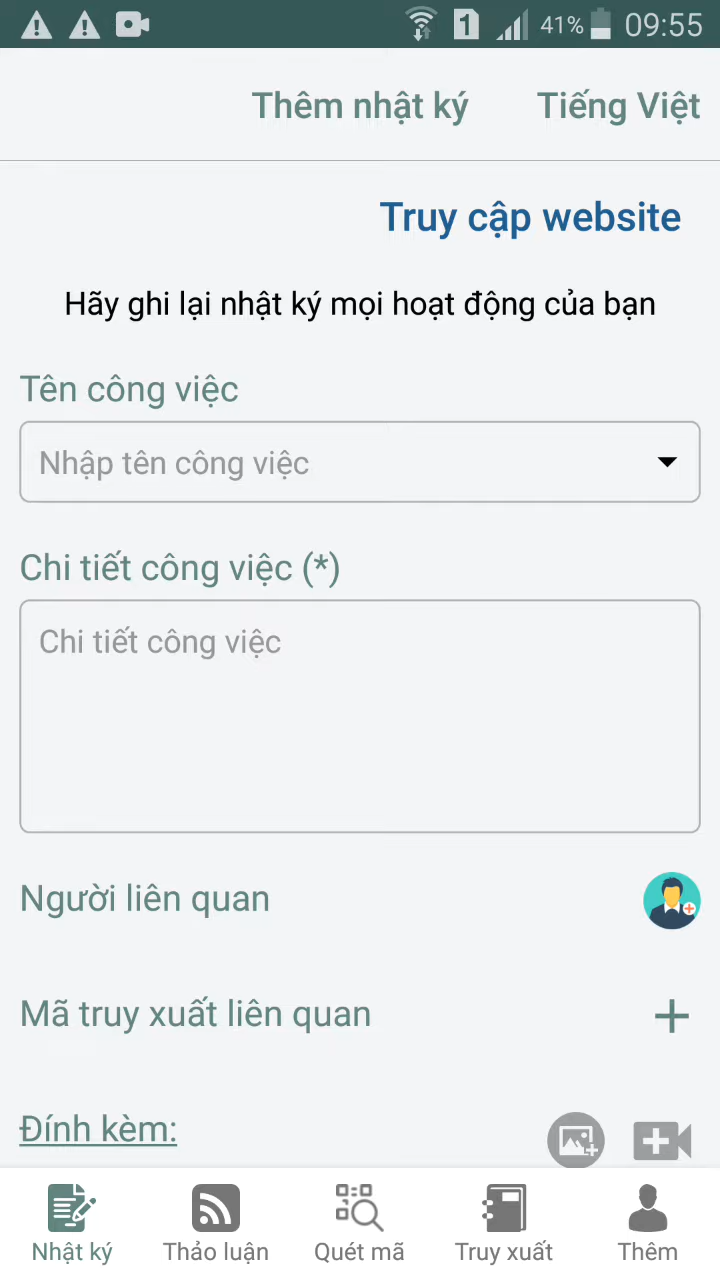 1 41% 09:55
Thêm nhật ký Tiếng Việt
Truy cập website
Hãy ghi lại nhật ký mọi hoạt động của bạn
Tên công việc
Nhập tên công việc
Chi tiết công việc (*)
Chi tiết công việc
Người liên quan
Mã truy xuất liên quan
Đính kèm:
Nhật ký Thảo luận Quét mã Truy xuất Thêm